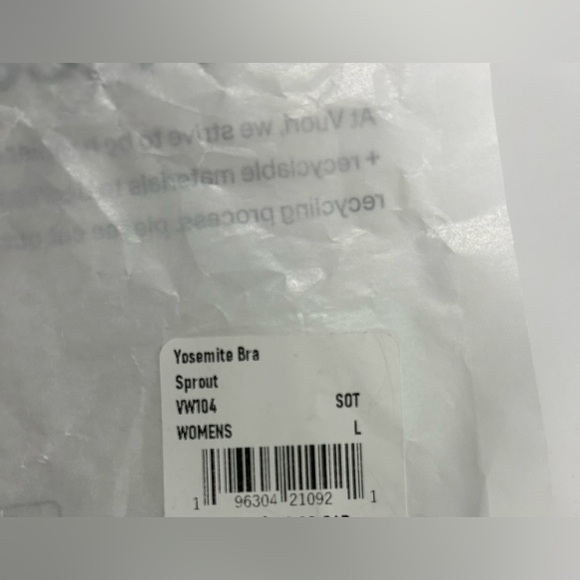 At Vuori, we strive to be
+ recyclable materials
recycling process, please
Yosemite Bra
Sprout
VW104 SOT
WOMENS L
1 96304 21092 1